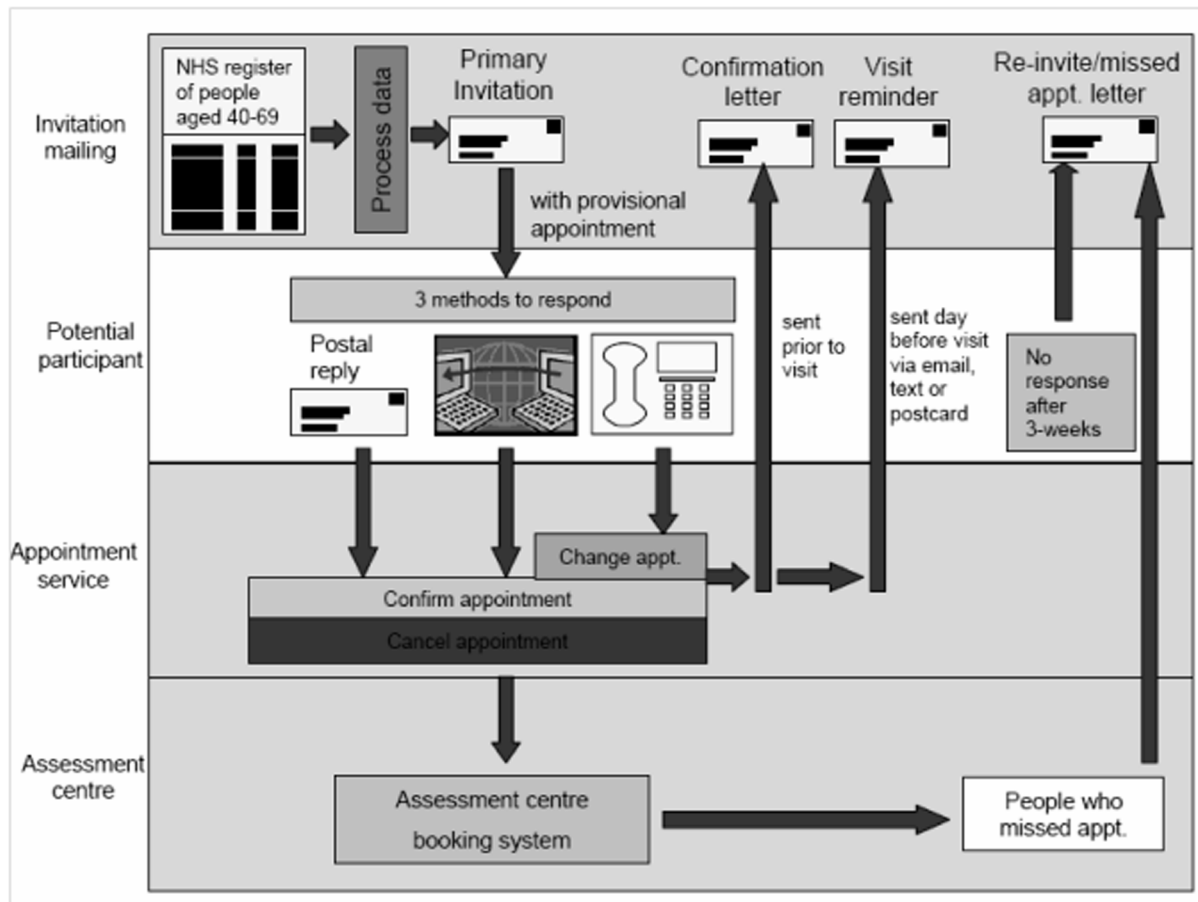 Invitation
mailing
NHS register
of people
aged 40-69
Process data
Primary
Invitation
with provisional
appointment
Confirmation
letter
Visit
reminder
Re-invite/missed
appt. letter
Potential
participant
3 methods to respond
Postal
reply
sent
prior to
visit
sent day
before visit
via email,
text or
postcard
No
response
after
3-weeks
Appointment
service
Change appt.
Confirm appointment
Cancel appointment
Assessment
centre
Assessment centre
booking system
People who
missed appt.